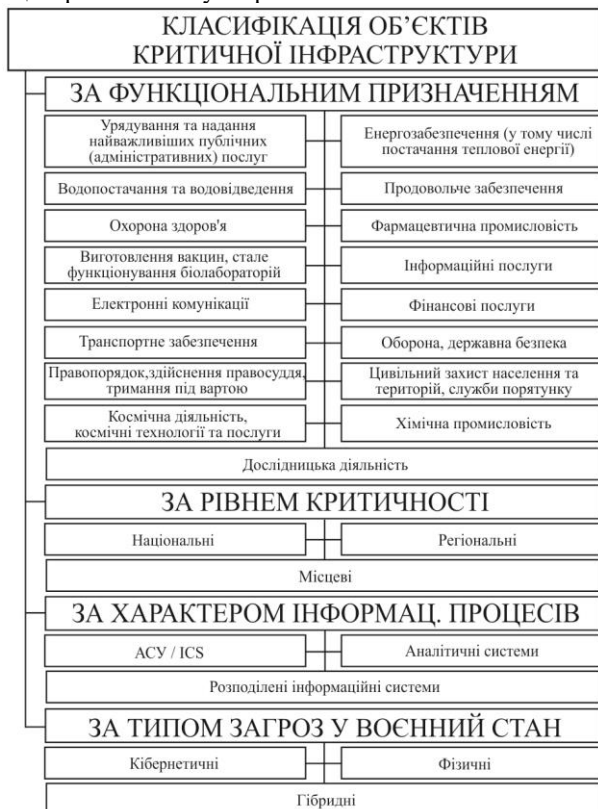 КЛАСИФІКАЦІЯ ОБ’ЄКТІВ
КРИТИЧНОЇ ІНФРАСТРУКТУРИ
ЗА ФУНКЦІОНАЛЬНИМ ПРИЗНАЧЕННЯМ
Урядування та надання
найважливіших публічних
(адміністративних) послуг
Енергозабезпечення (у тому числі
постачання теплової енергії)
Водопостачання та водовідведення
Продовольче забезпечення
Охорона здоров'я
Фармацевтична промисловість
Виготовлення вакцин, стале
функціонування біолабораторій
Інформаційні послуги
Електронні комунікації
Фінансові послуги
Транспортне забезпечення
Оборона, державна безпека
Правопорядок,здійснення правосуддя,
тримання під вартою
Цивільний захист населення та
територій, служби порятунку
Космічна діяльність,
космічні технології та послуги
Хімічна промисловість
Дослідницька діяльність
ЗА РІВНЕМ КРИТИЧНОСТІ
Національні
Регіональні
Місцеві
ЗА ХАРАКТЕРОМ ІНФОРМАЦ. ПРОЦЕСІВ
АСУ / ICS
Аналітичні системи
Розподілені інформаційні системи
ЗА ТИПОМ ЗАГРОЗ У ВОЄННИЙ СТАН
Кібернетичні
Фізичні
Гібридні